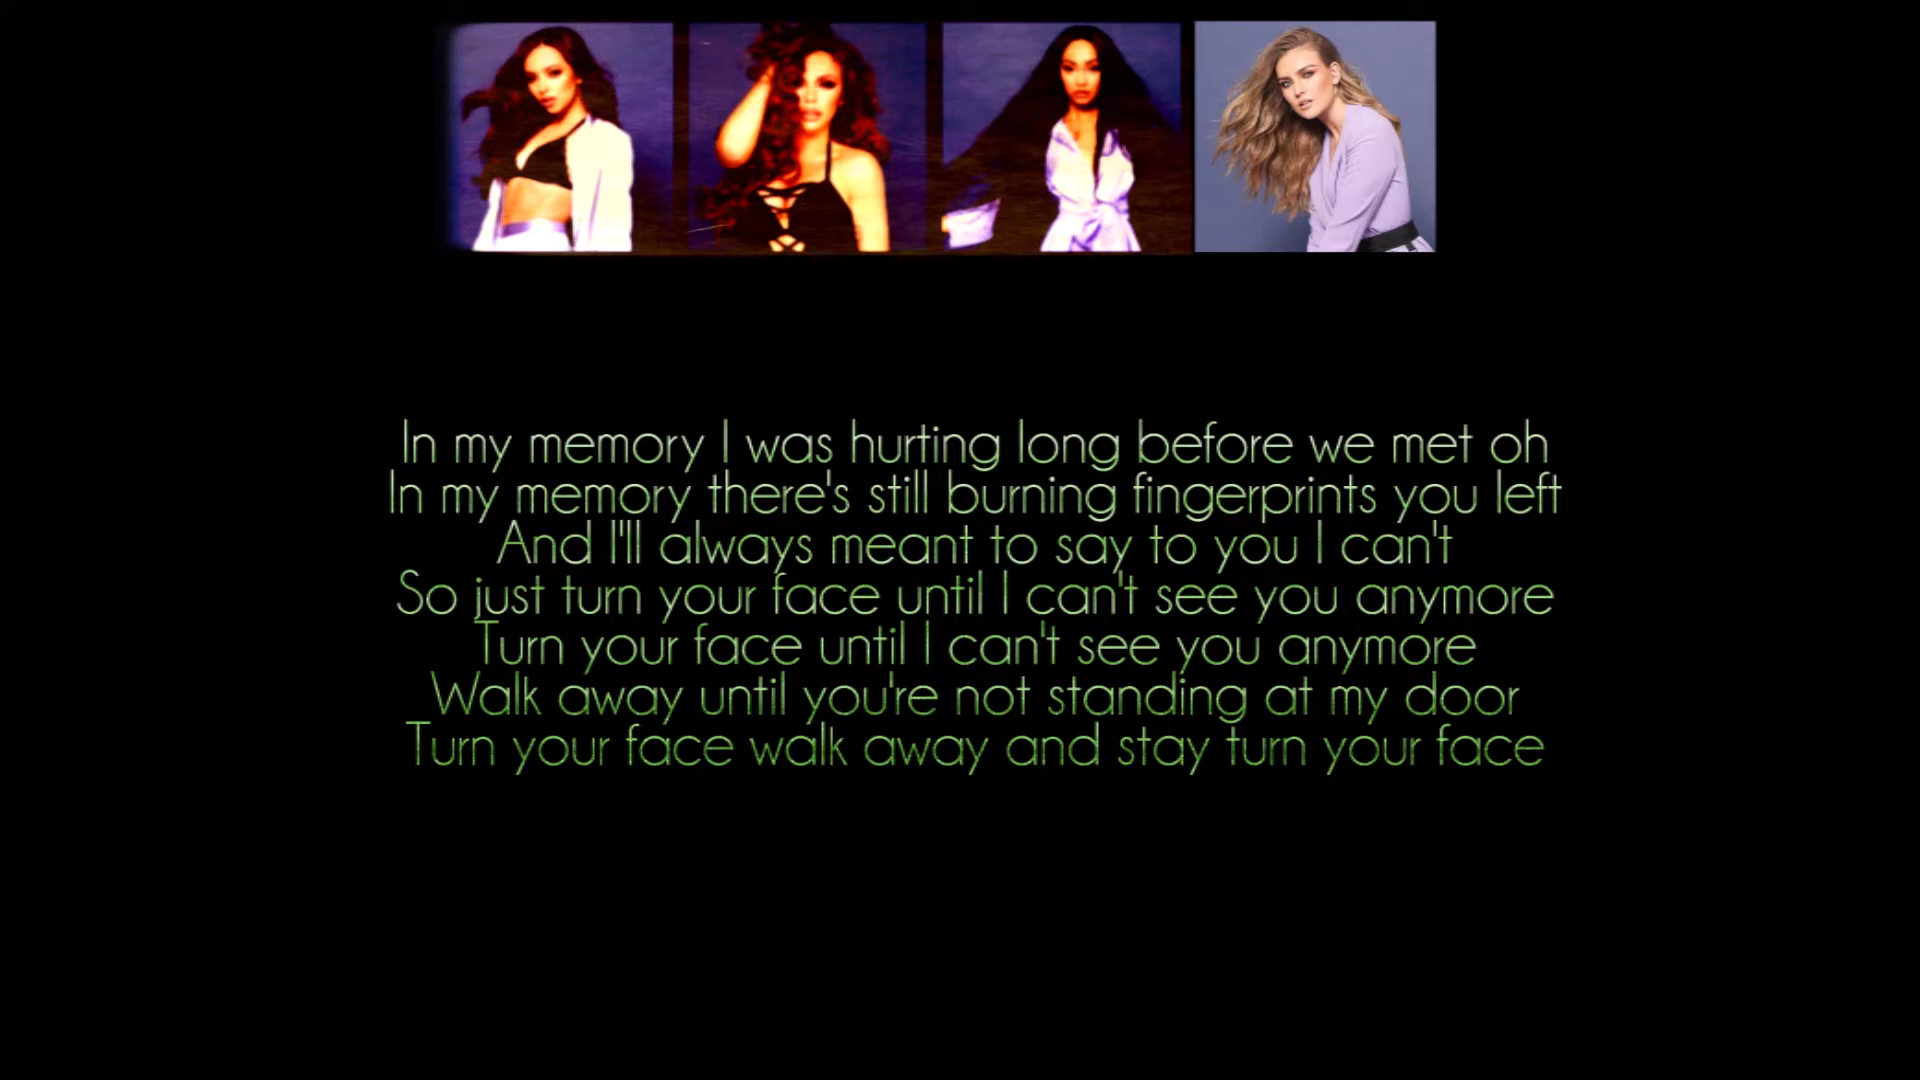 In my memory I was hurting long before we met oh
In my memory there's still burning fingerprints you left
And I'll always meant to say to you I can't
So just turn your face until I can't see you anymore
Turn your face until I can't see you anymore
Walk away until you're not standing at my door
Turn your face walk away and stay turn your face